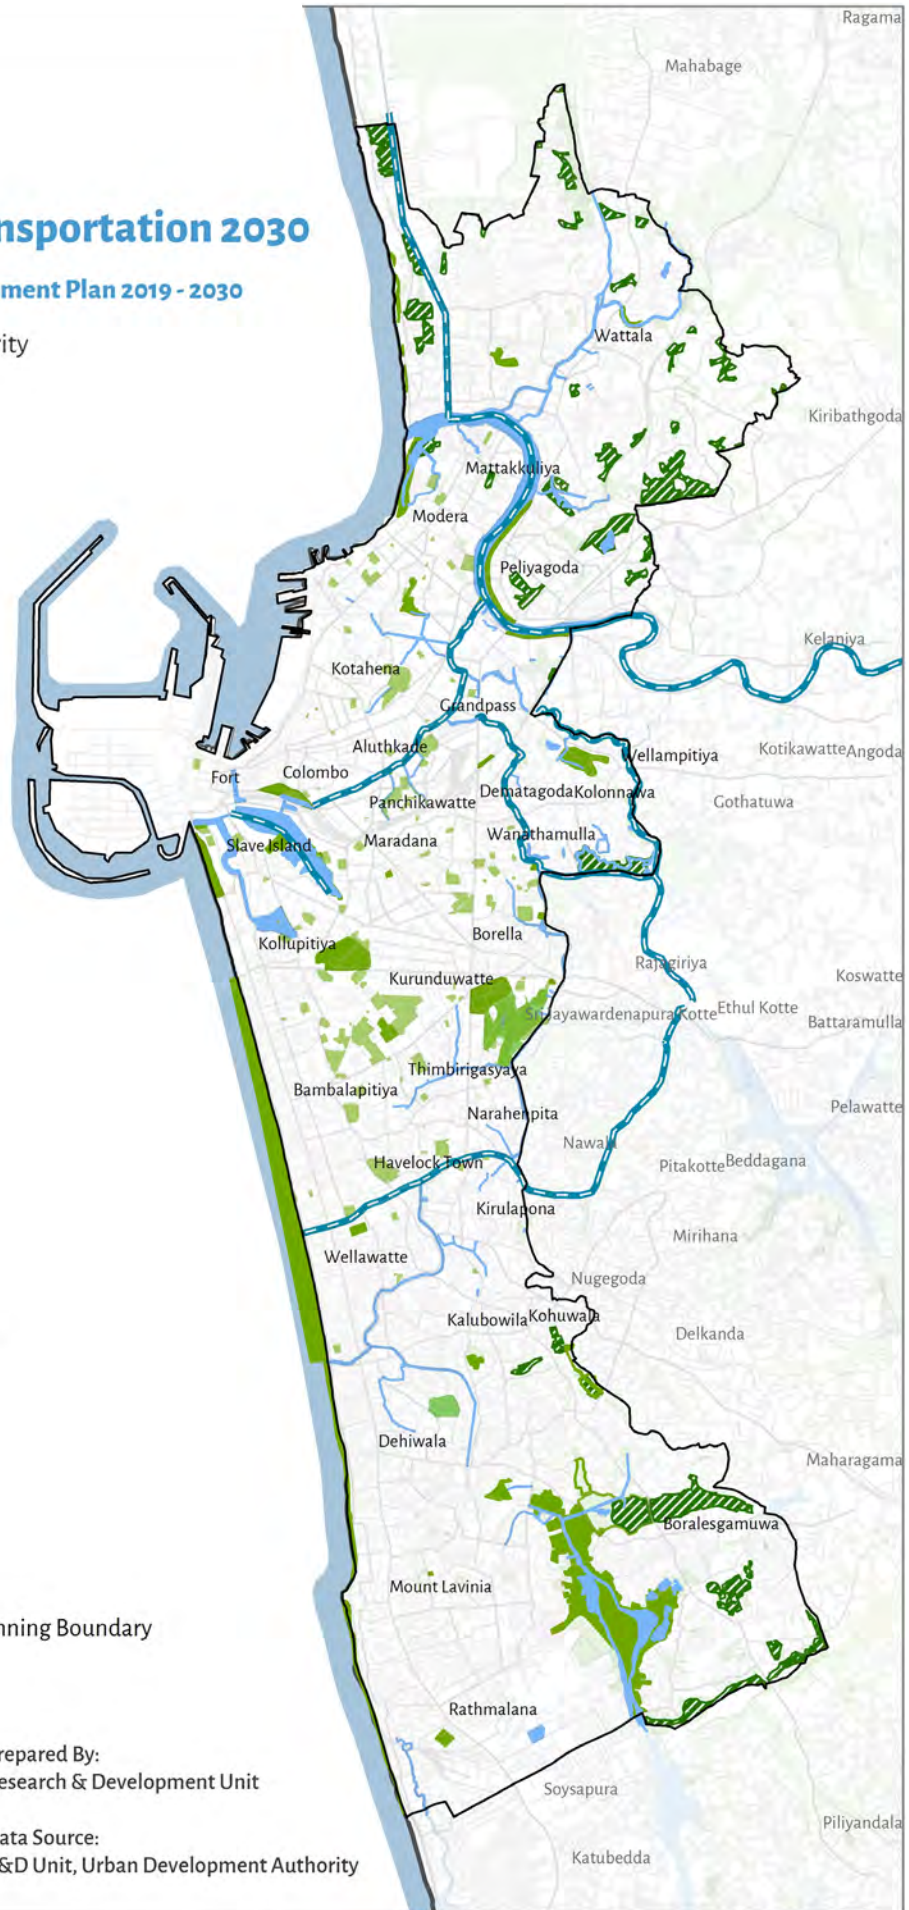 Ragama
Mahabage
nsportation 2030
ment Plan 2019 - 2030
ity
Wattala
Kiribathgoda
Mattakkuliya
Modera
Peliyagoda
Kelaniya
Kotahena
Grandpass
Aluthkade
Wellampitiya
Kotikawatte
Angoda
Fort
Colombo
Panchikawatte
Dematagoda
Kolonnawa
Gothatuwa
Slave Island
Maradana
Wanathamulla
Kollupitiya
Borella
Rajagiriya
Koswatte
Kurunduwatte
Sri Jayawardenapura Kotte
Ethul Kotte
Battaramulla
Thimbirigasyaya
Bambalapitiya
Narahenpita
Pelawatte
Nawala
Havelock Town
Pitakotte
Beddagana
Kirulapona
Mirihana
Wellawatte
Nugegoda
Kalubowila
Kohuwala
Delkanda
Dehiwala
Maharagama
Boralesgamuwa
Mount Lavinia
nning Boundary
Rathmalana
repared By:
esearch & Development Unit
Soysapura
Piliyandala
ata Source:
&D Unit, Urban Development Authority
Katubedda